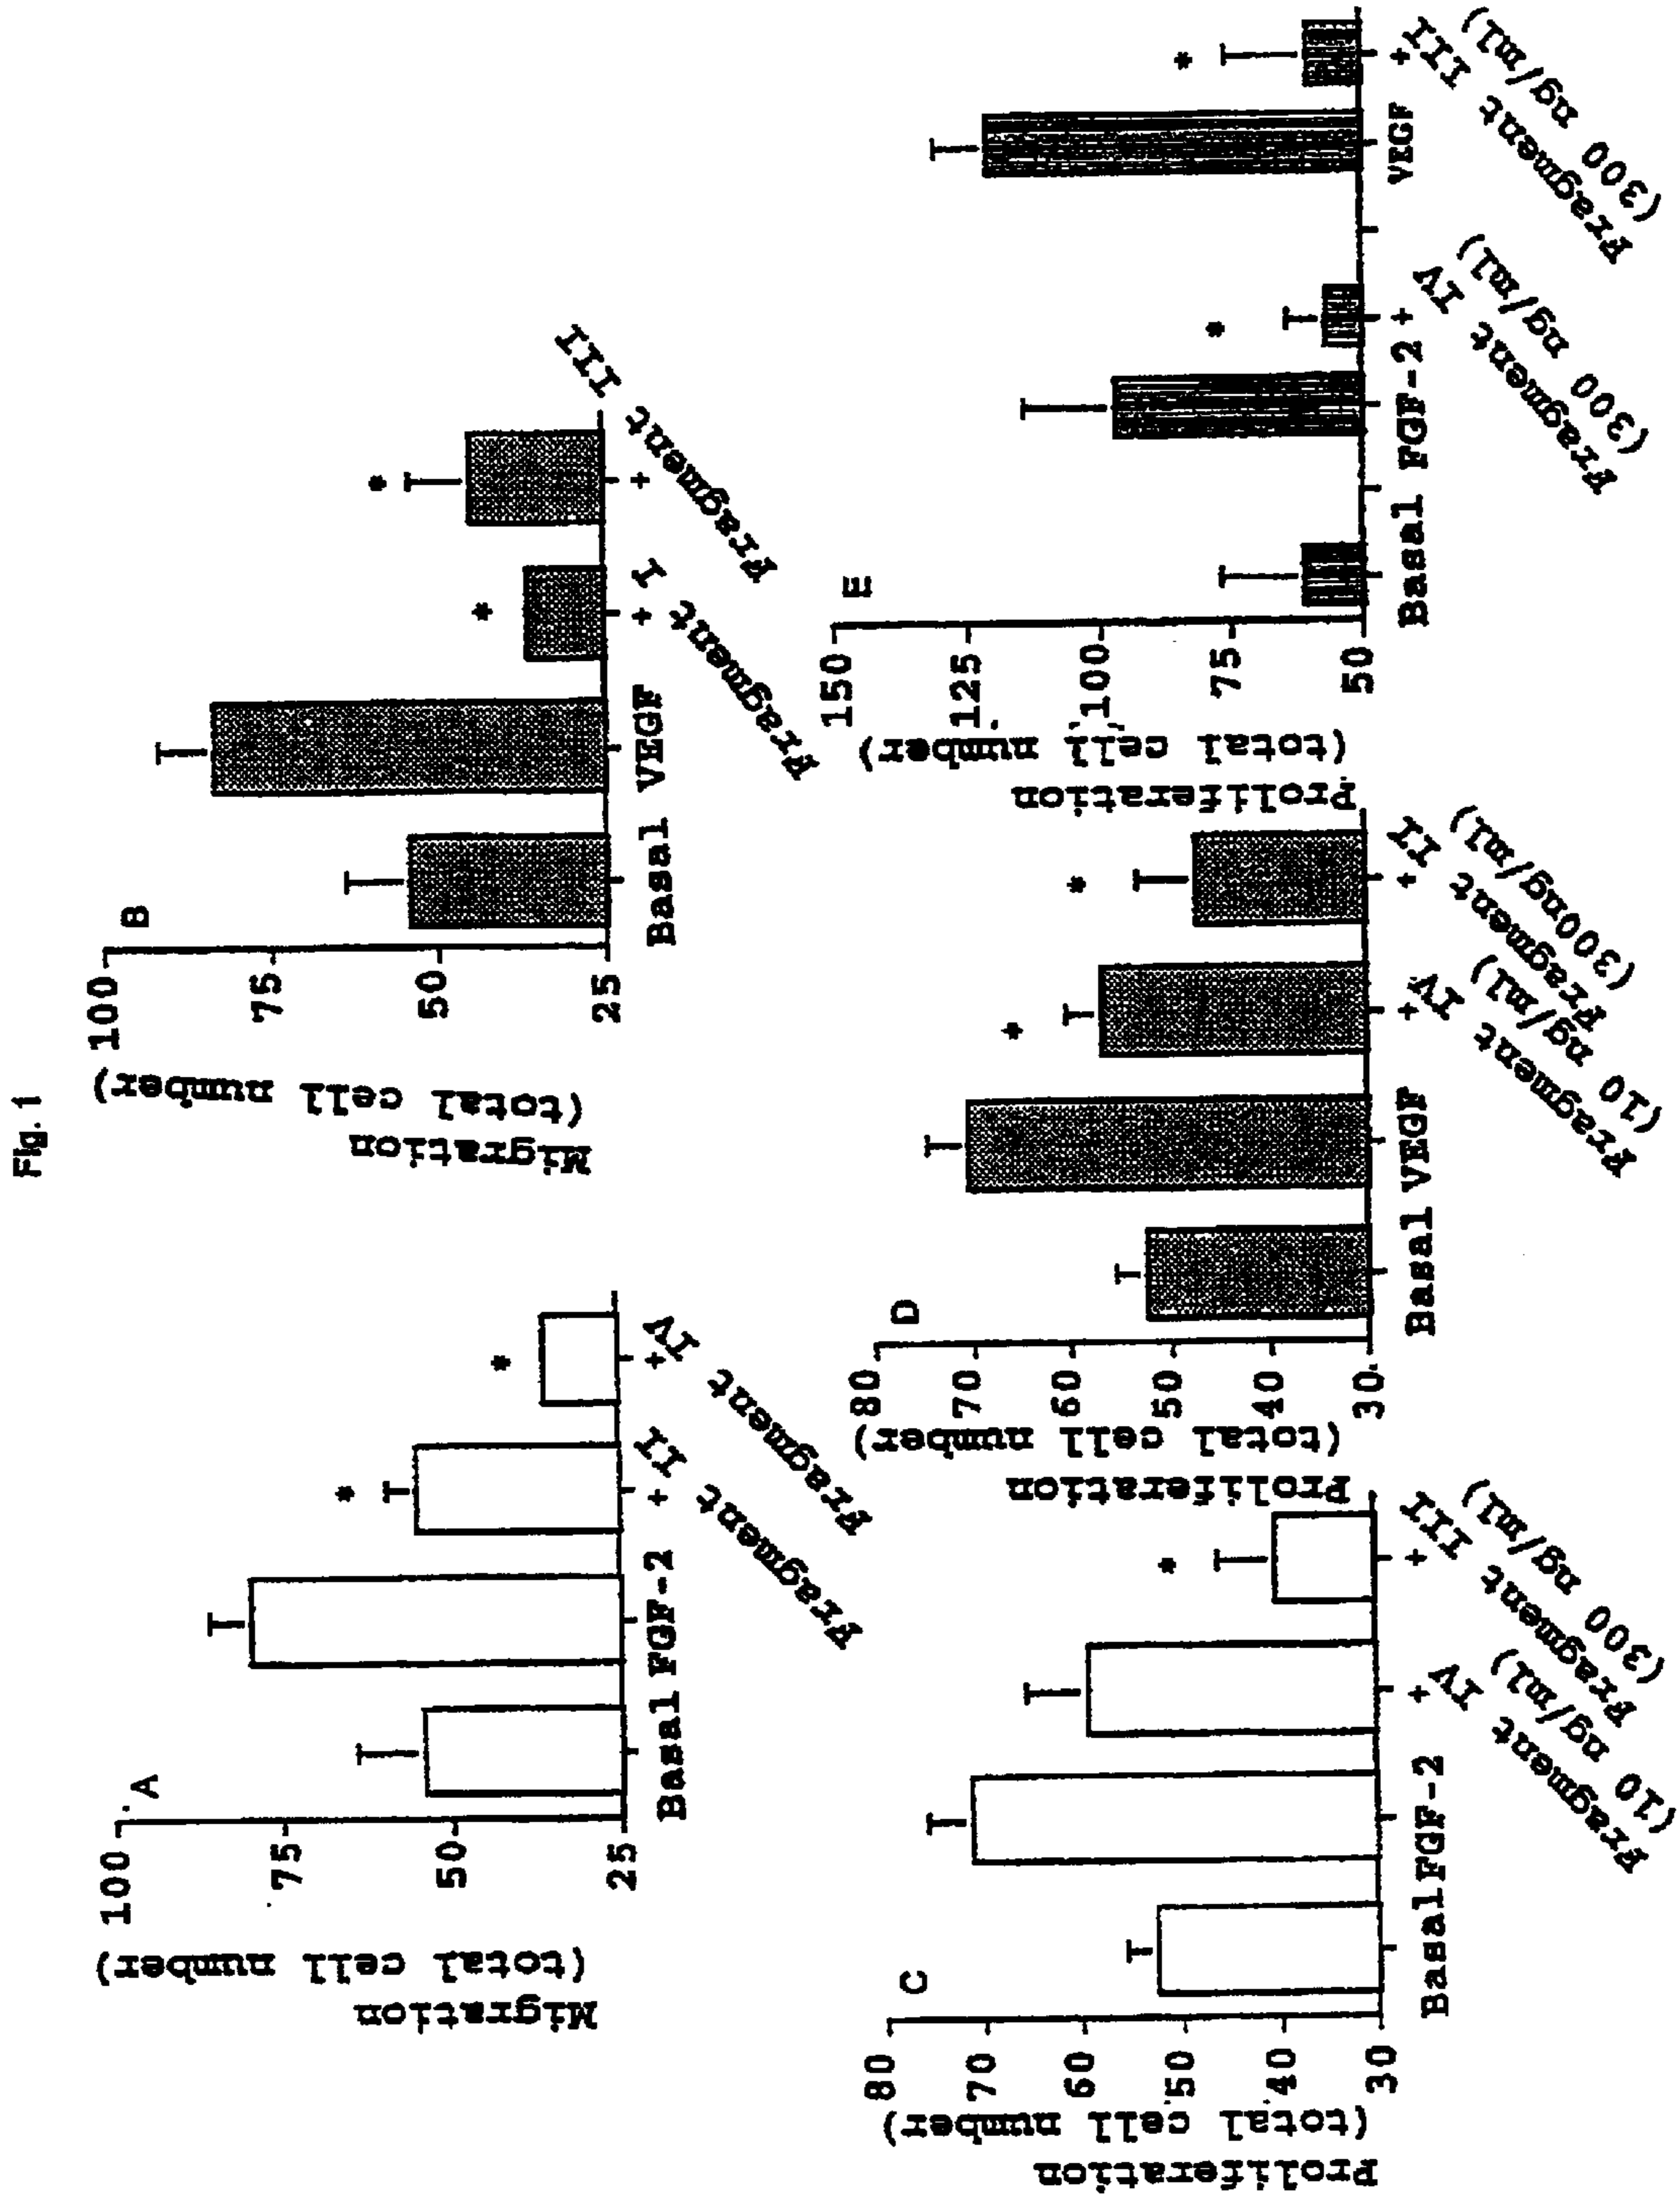 Fig. 1
A
100
75
50
25
Migration
(total cell number)
Basal FGF-2 + +
Fragment II
Fragment IV
*
*
B
100
75
50
25
Migration
(total cell number)
Basal VEGF + +
Fragment I
Fragment III
*
*
C
80
70
60
50
40
30
Proliferation
(total cell number)
Basal FGF-2 + +
Fragment IV
(10 ng/ml)
Fragment III
(300 ng/ml)
*
D
80
70
60
50
40
30
Proliferation
(total cell number)
Basal VEGF + +
Fragment IV
(10 ng/ml)
Fragment II
(300ng/ml)
*
*
E
150
125
100
75
50
Proliferation
(total cell number)
Basal FGF-2 + VEGF +
Fragment IV
(300 ng/ml)
Fragment III
(300 ng/ml)
*
*